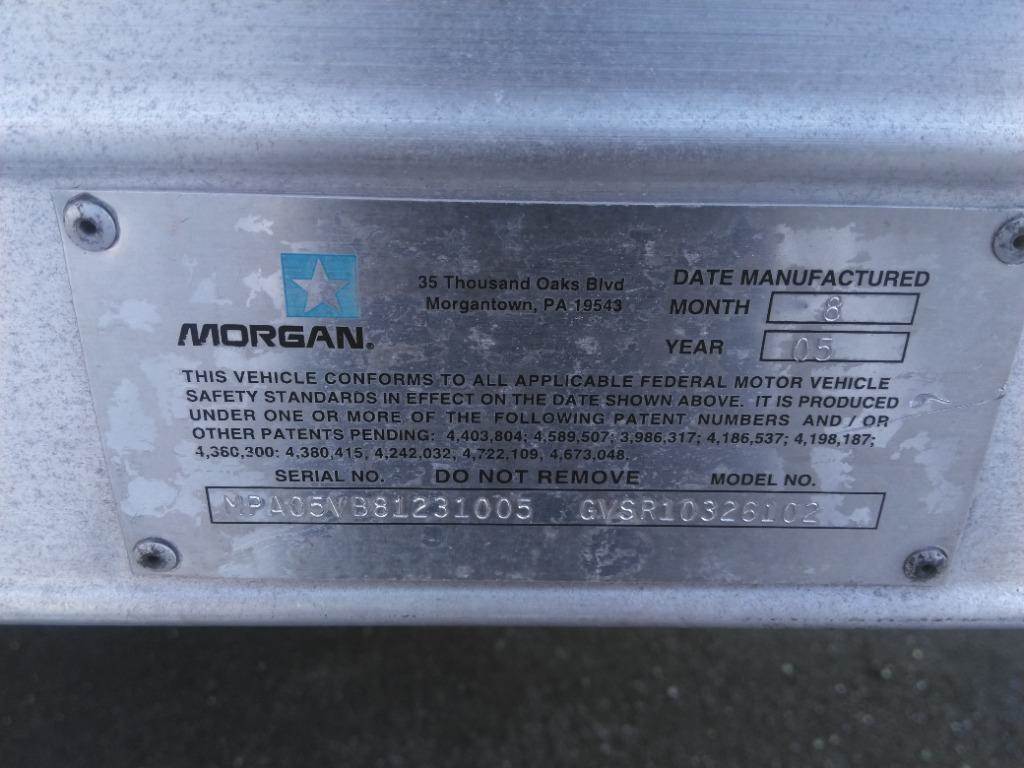 MORGAN®
35 Thousand Oaks Blvd
Morgantown, PA 19543
DATE MANUFACTURED
MONTH 8
YEAR 05
THIS VEHICLE CONFORMS TO ALL APPLICABLE FEDERAL MOTOR VEHICLE
SAFETY STANDARDS IN EFFECT ON THE DATE SHOWN ABOVE. IT IS PRODUCED
UNDER ONE OR MORE OF THE FOLLOWING PATENT NUMBERS AND / OR
OTHER PATENTS PENDING: 4,403,804; 4,589,507; 3,986,317; 4,186,537; 4,198,187;
4,360,300: 4,380,415, 4,242,032, 4,722,109, 4,673,048.
SERIAL NO. DO NOT REMOVE MODEL NO.
MPA05VB81231005 GVSR10326102